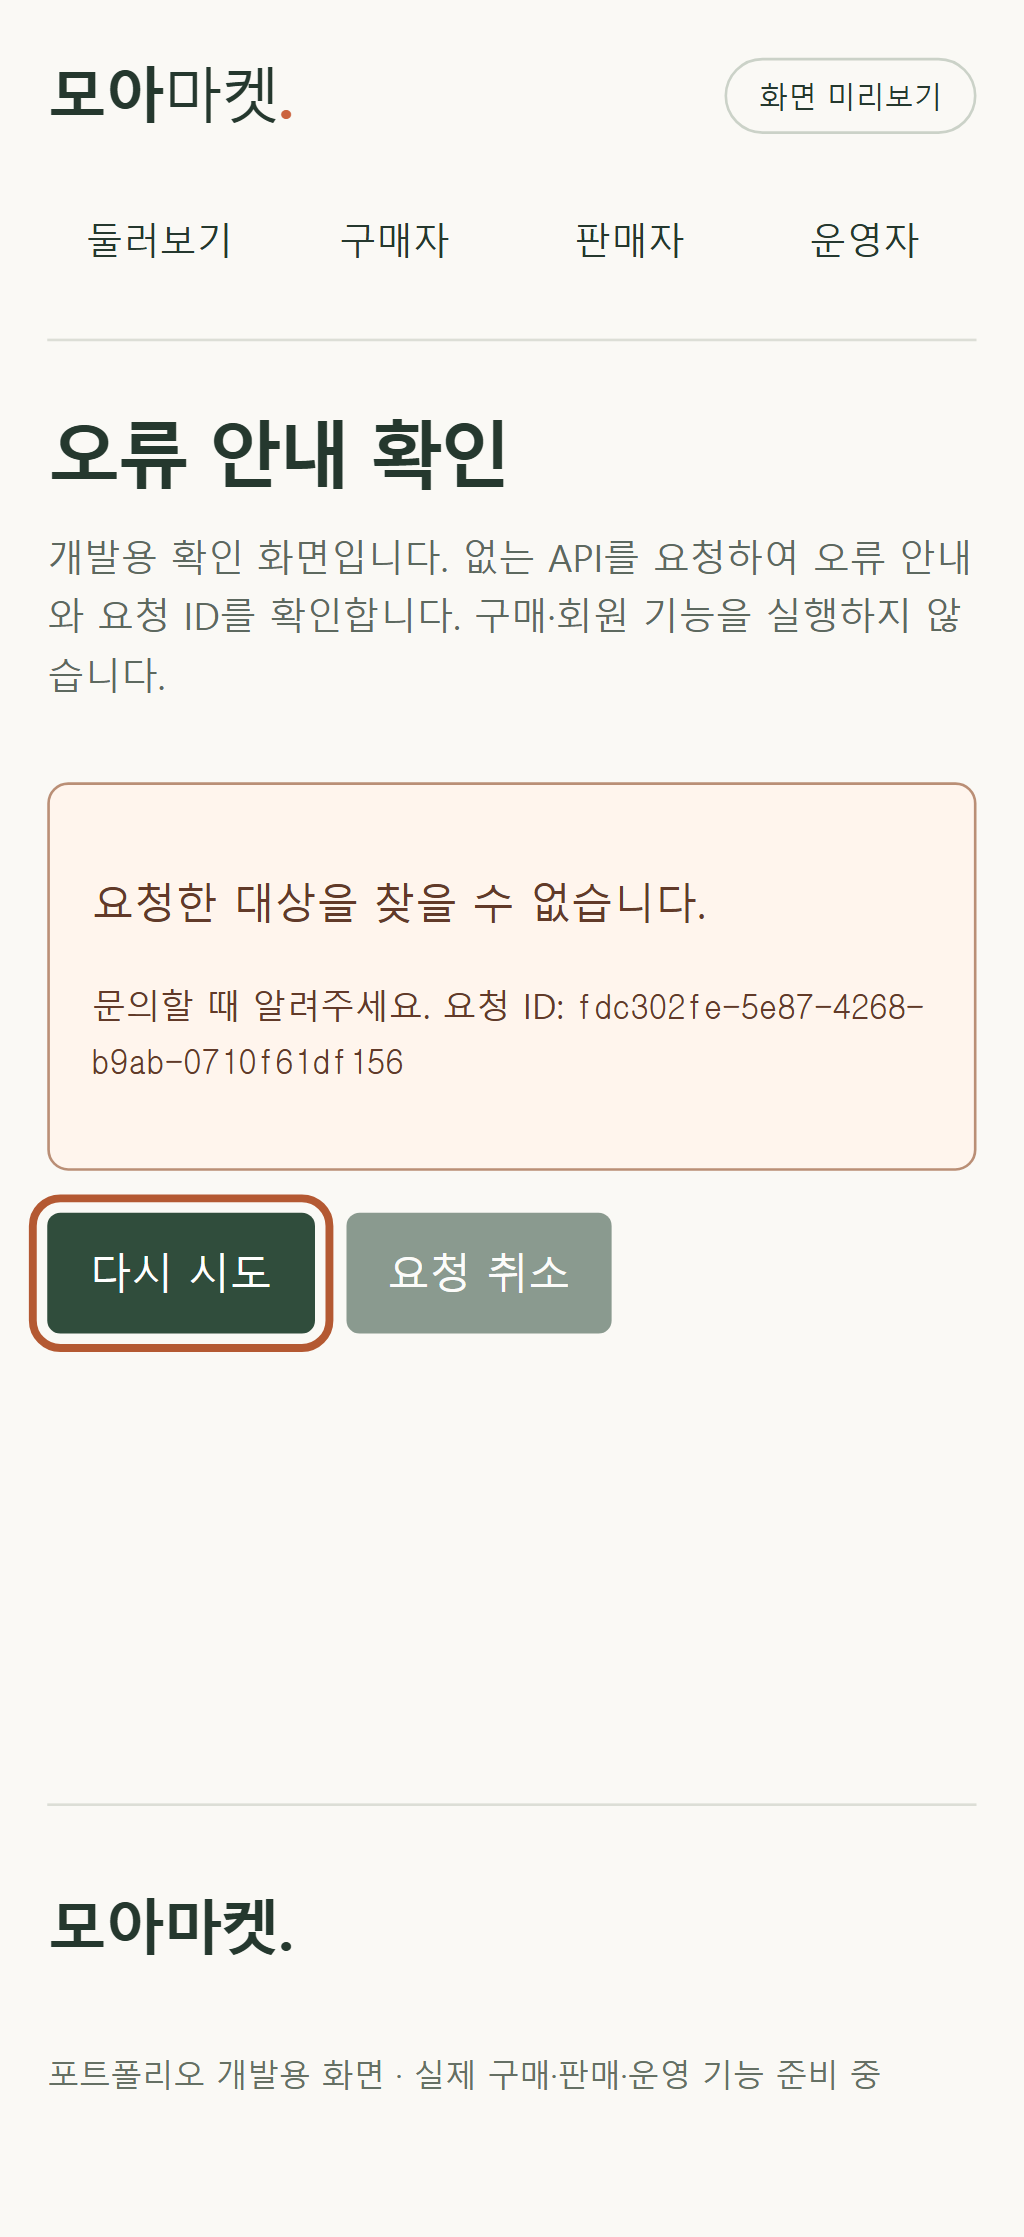 모아마켓.
화면 미리보기
둘러보기 구매자 판매자 운영자
오류 안내 확인
개발용 확인 화면입니다. 없는 API를 요청하여 오류 안내
와 요청 ID를 확인합니다. 구매·회원 기능을 실행하지 않
습니다.
요청한 대상을 찾을 수 없습니다.
문의할 때 알려주세요. 요청 ID: fdc302fe-5e87-4268-
b9ab-0710f61df156
다시 시도
요청 취소
모아마켓.
포트폴리오 개발용 화면 · 실제 구매·판매·운영 기능 준비 중